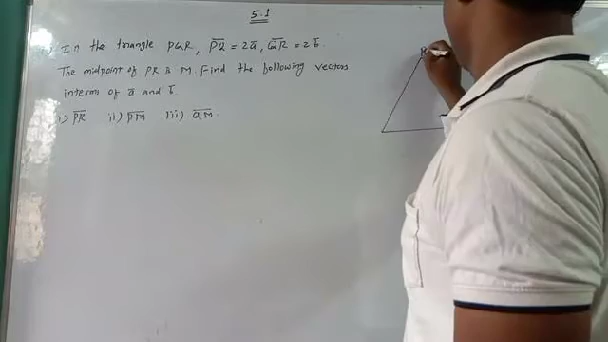 5.1
In the triangle PQR, PQ = 2a, QR = 2b.
The midpoint of PR is M. Find the following vectors
interms of a and b.
i) PR ii) PM iii) QM.
P